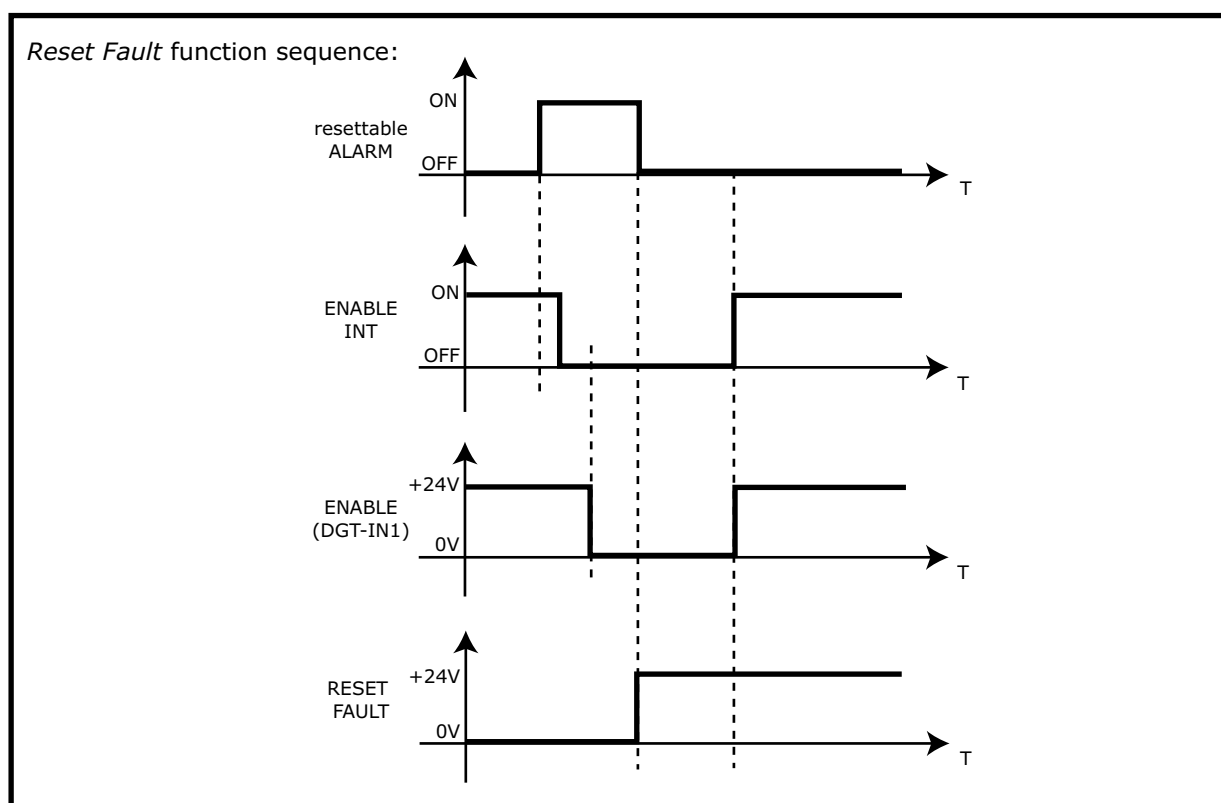 Reset Fault function sequence:
ON
resettable
ALARM
OFF
T
ON
ENABLE
INT
OFF
T
+24V
ENABLE
(DGT-IN1)
0V
T
+24V
RESET
FAULT
0V
T